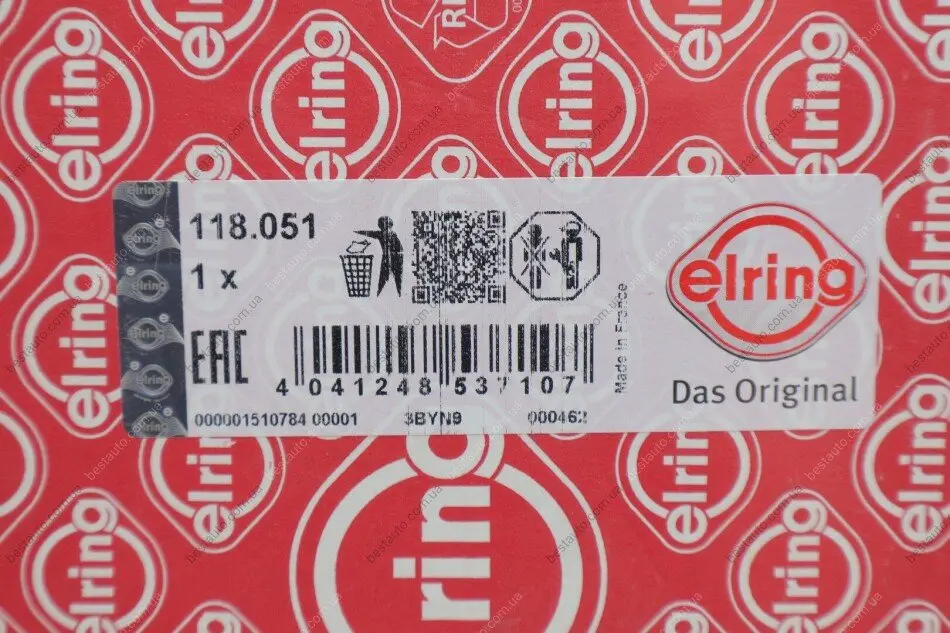 118.051
1 x
EAC
4 041248 537107
000001510784 00001 3BYN9 000462
Made in France
elring
Das Original
elring
bestauto.com.ua